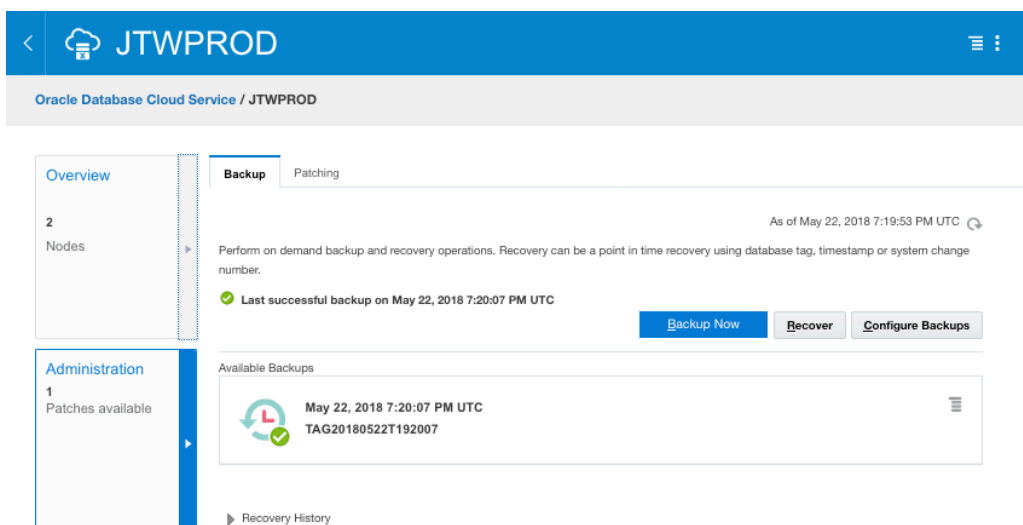 JTWPROD
Oracle Database Cloud Service / JTWPROD
Overview
2
Nodes
Administration
1
Patches available
Backup
Patching
As of May 22, 2018 7:19:53 PM UTC
Perform on demand backup and recovery operations. Recovery can be a point in time recovery using database tag, timestamp or system change
number.
Last successful backup on May 22, 2018 7:20:07 PM UTC
Backup Now
Recover
Configure Backups
Available Backups
May 22, 2018 7:20:07 PM UTC
TAG20180522T192007
Recovery History